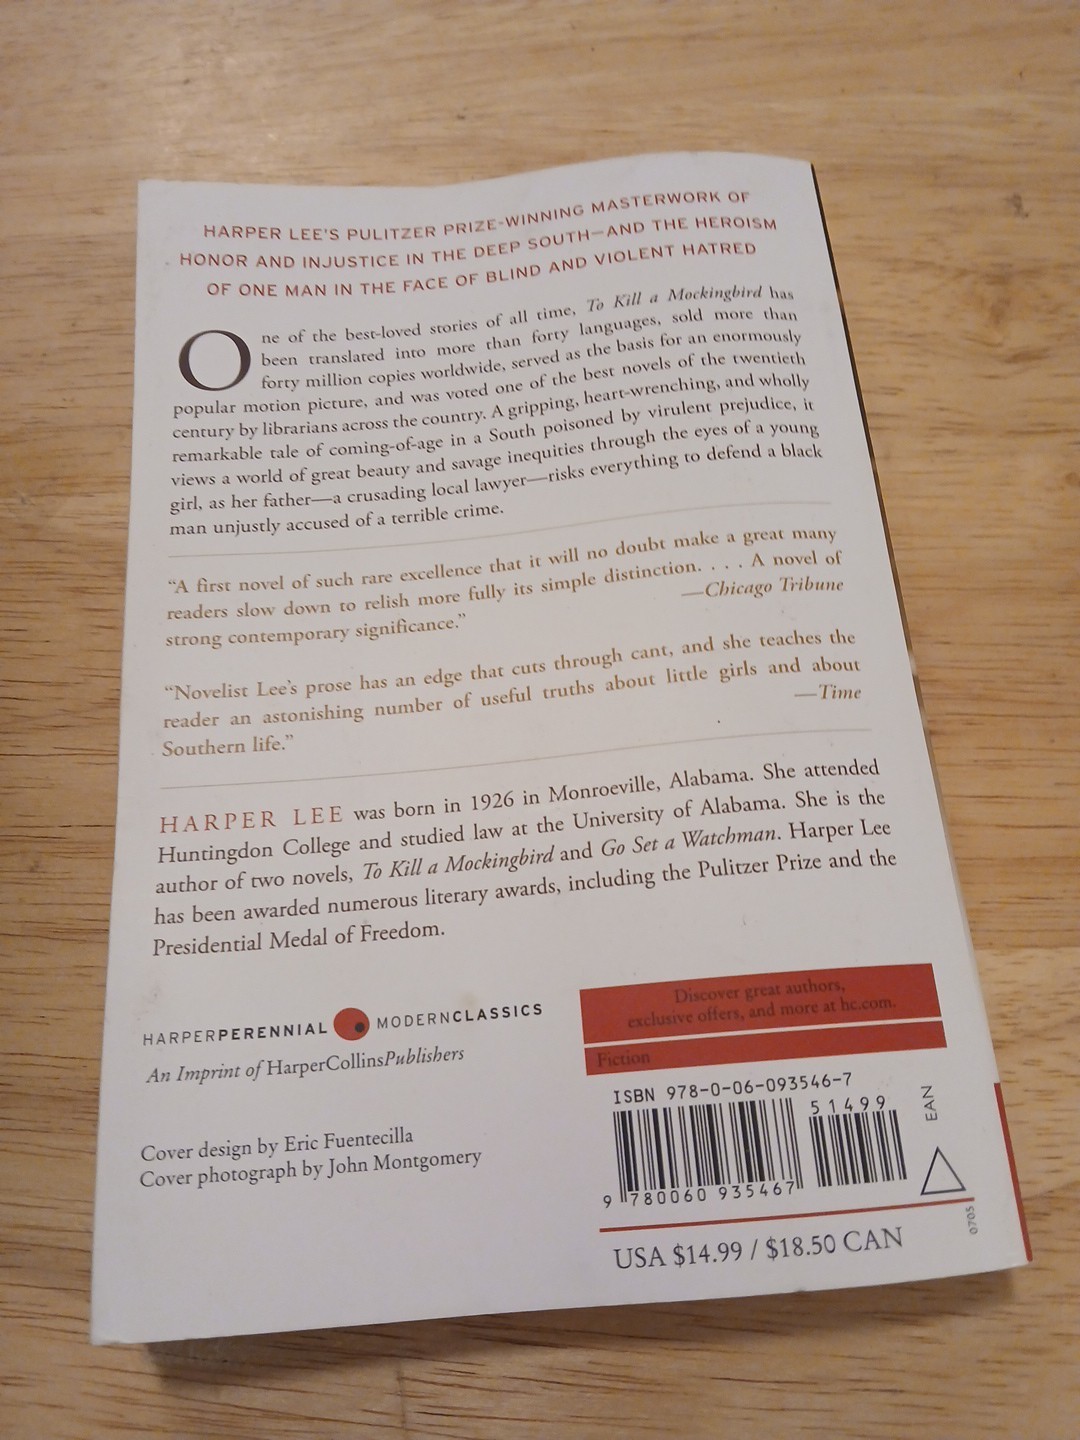 HARPER LEE'S PULITZER PRIZE-WINNING MASTERWORK OF
HONOR AND INJUSTICE IN THE DEEP SOUTH—AND THE HEROISM
OF ONE MAN IN THE FACE OF BLIND AND VIOLENT HATRED
One of the best-loved stories of all time, To Kill a Mockingbird has
been translated into more than forty languages, sold more than
forty million copies worldwide, served as the basis for an enormously
popular motion picture, and was voted one of the best novels of the twentieth
century by librarians across the country. A gripping, heart-wrenching, and wholly
remarkable tale of coming-of-age in a South poisoned by virulent prejudice, it
views a world of great beauty and savage inequities through the eyes of a young
girl, as her father—a crusading local lawyer—risks everything to defend a black
man unjustly accused of a terrible crime.
“A first novel of such rare excellence that it will no doubt make a great many
readers slow down to relish more fully its simple distinction. . . . A novel of
strong contemporary significance.”
—Chicago Tribune
“Novelist Lee's prose has an edge that cuts through cant, and she teaches the
reader an astonishing number of useful truths about little girls and about
Southern life.”
—Time
HARPER LEE was born in 1926 in Monroeville, Alabama. She attended
Huntingdon College and studied law at the University of Alabama. She is the
author of two novels, To Kill a Mockingbird and Go Set a Watchman. Harper Lee
has been awarded numerous literary awards, including the Pulitzer Prize and the
Presidential Medal of Freedom.
HARPERPERENNIAL MODERNCLASSICS
An Imprint of HarperCollinsPublishers
Cover design by Eric Fuentecilla
Cover photograph by John Montgomery
Discover great authors,
exclusive offers, and more at hc.com.
Fiction
ISBN 978-0-06-093546-7
51499
EAN
9 780060 935467
0705
USA $14.99 / $18.50 CAN